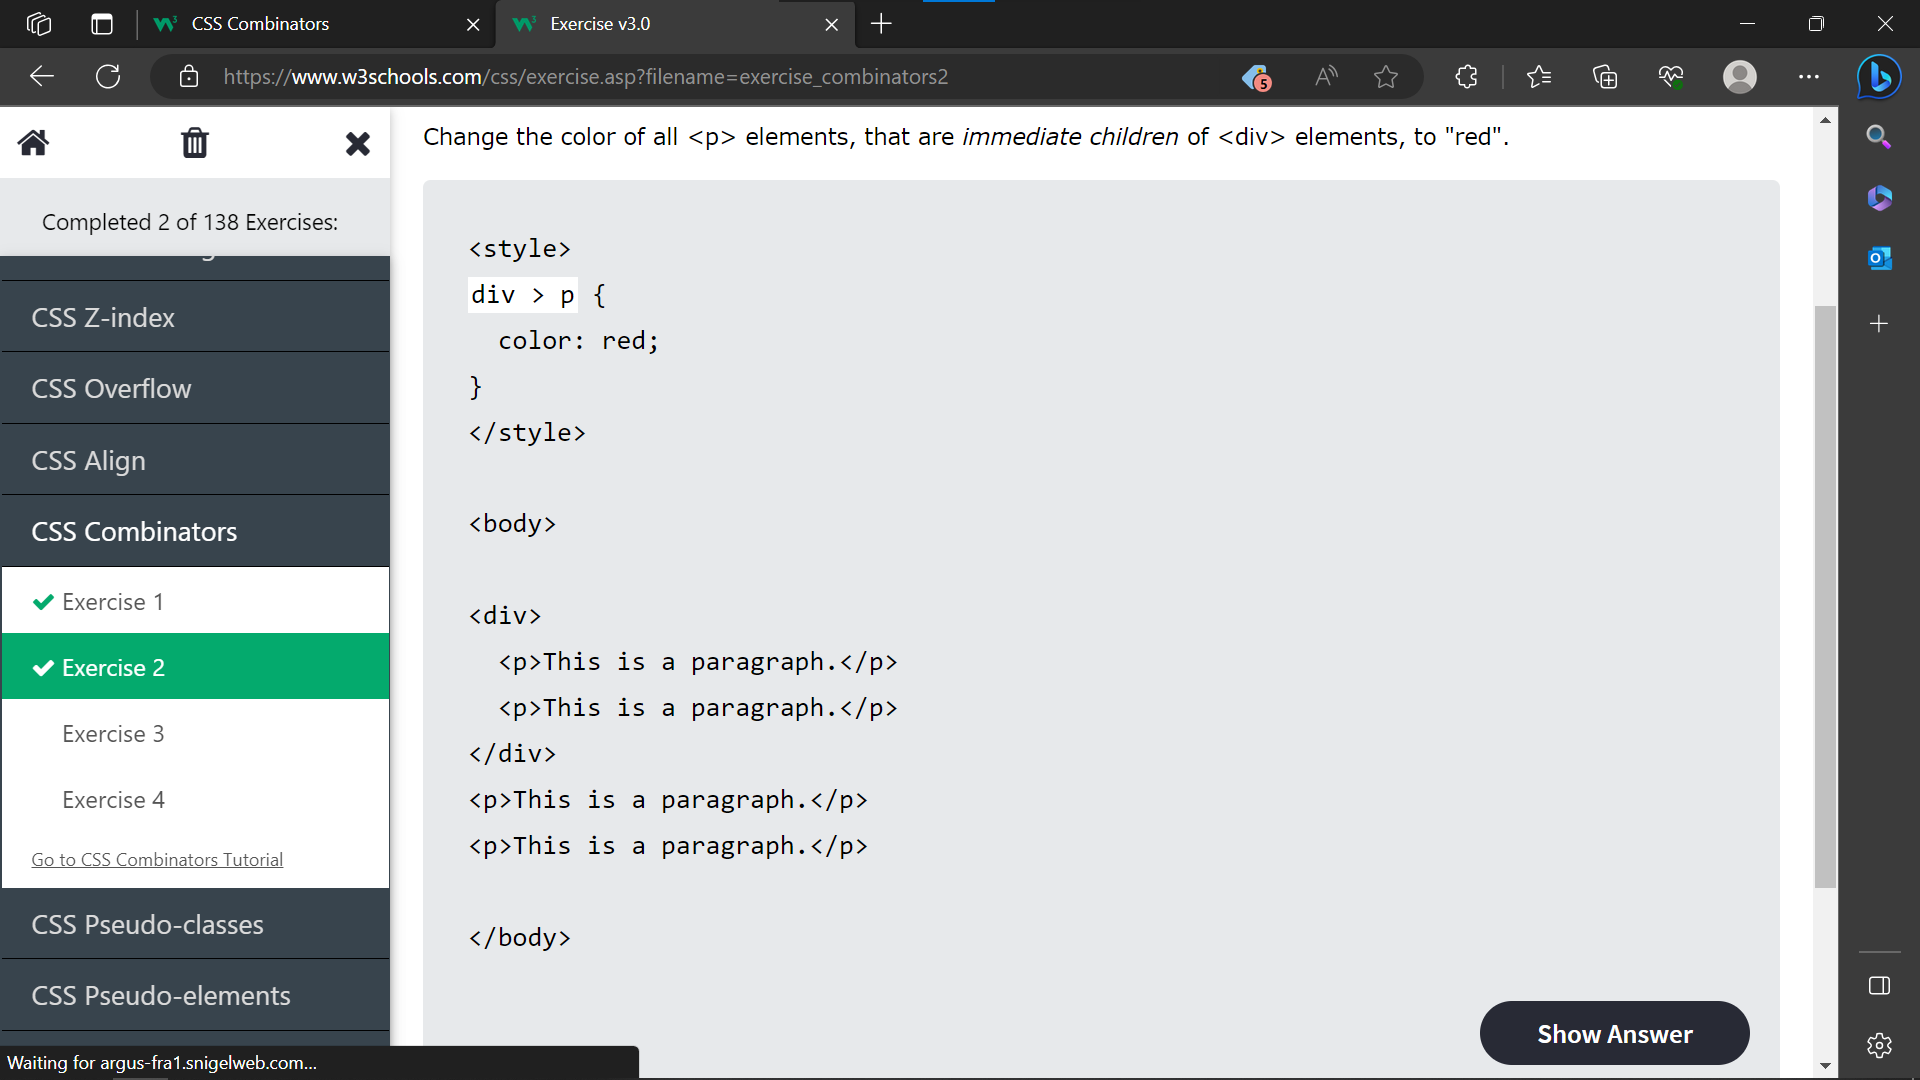 CSS Combinators
Exercise v3.0
https://www.w3schools.com/css/exercise.asp?filename=exercise_combinators2
5
Completed 2 of 138 Exercises:
CSS Z-index
CSS Overflow
CSS Align
CSS Combinators
Exercise 1
Exercise 2
Exercise 3
Exercise 4
Go to CSS Combinators Tutorial
CSS Pseudo-classes
CSS Pseudo-elements
Waiting for argus-fra1.snigelweb.com...
Change the color of all <p> elements, that are immediate children of <div> elements, to "red".
<style>
div > p {
  color: red;
}
</style>
<body>
<div>
  <p>This is a paragraph.</p>
  <p>This is a paragraph.</p>
</div>
<p>This is a paragraph.</p>
<p>This is a paragraph.</p>
</body>
Show Answer